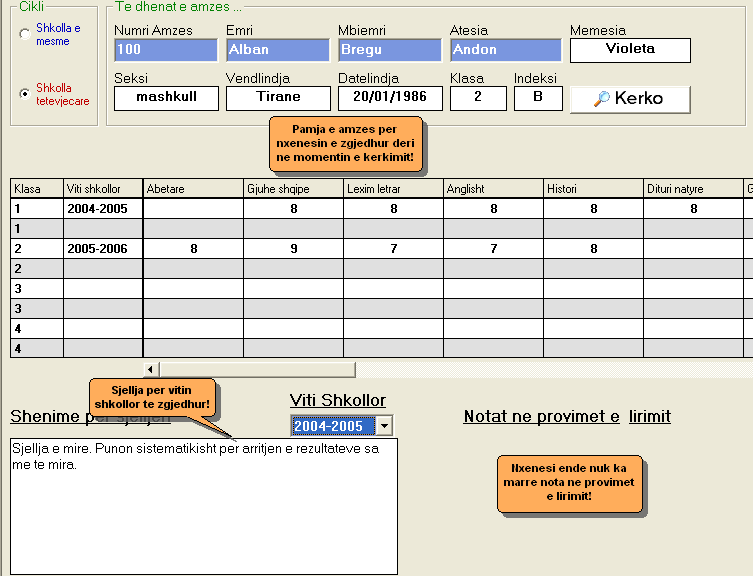 Cikli
Shkolla e
mesme
Shkolla
tetevjecare
Te dhenat e amzes ...
Numri Amzes Emri Mbiemri Atesia Memesia
100 Alban Bregu Andon Violeta
Seksi Vendlindja Datelindja Klasa Indeksi
mashkull Tirane 20/01/1986 2 B Kerko
Pamja e amzes per
nxenesin e zgjedhur deri
ne momentin e kerkimit!
Klasa Viti shkollor Abetare Gjuhe shqipe Lexim letrar Anglisht Histori Dituri natyre G
1 2004-2005 8 8 8 8 8
1
2 2005-2006 8 9 7 7 8
2
3
3
4
4
Sjellja per vitin
shkollor te zgjedhur!
Viti Shkollor
2004-2005
Shenime per sjelljen
Notat ne provimet e lirimit
Sjellja e mire. Punon sistematikisht per arritjen e rezultateve sa
me te mira.
Nxenesi ende nuk ka
marre nota ne provimet
e lirimit!